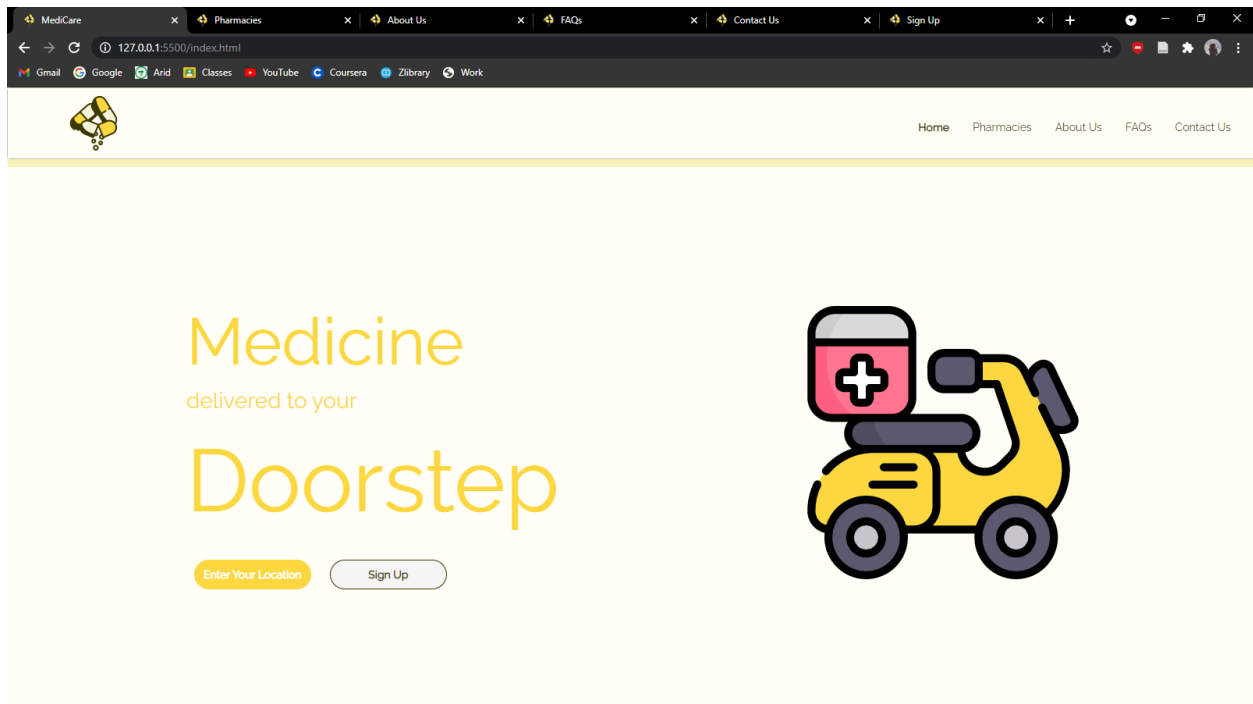 MediCare Pharmacies About Us FAQs Contact Us Sign Up
127.0.0.1:5500/index.html
Gmail Google Arid Classes YouTube Coursera Zlibrary Work
Home Pharmacies About Us FAQs Contact Us
Medicine
delivered to your
Doorstep
Enter Your Location Sign Up